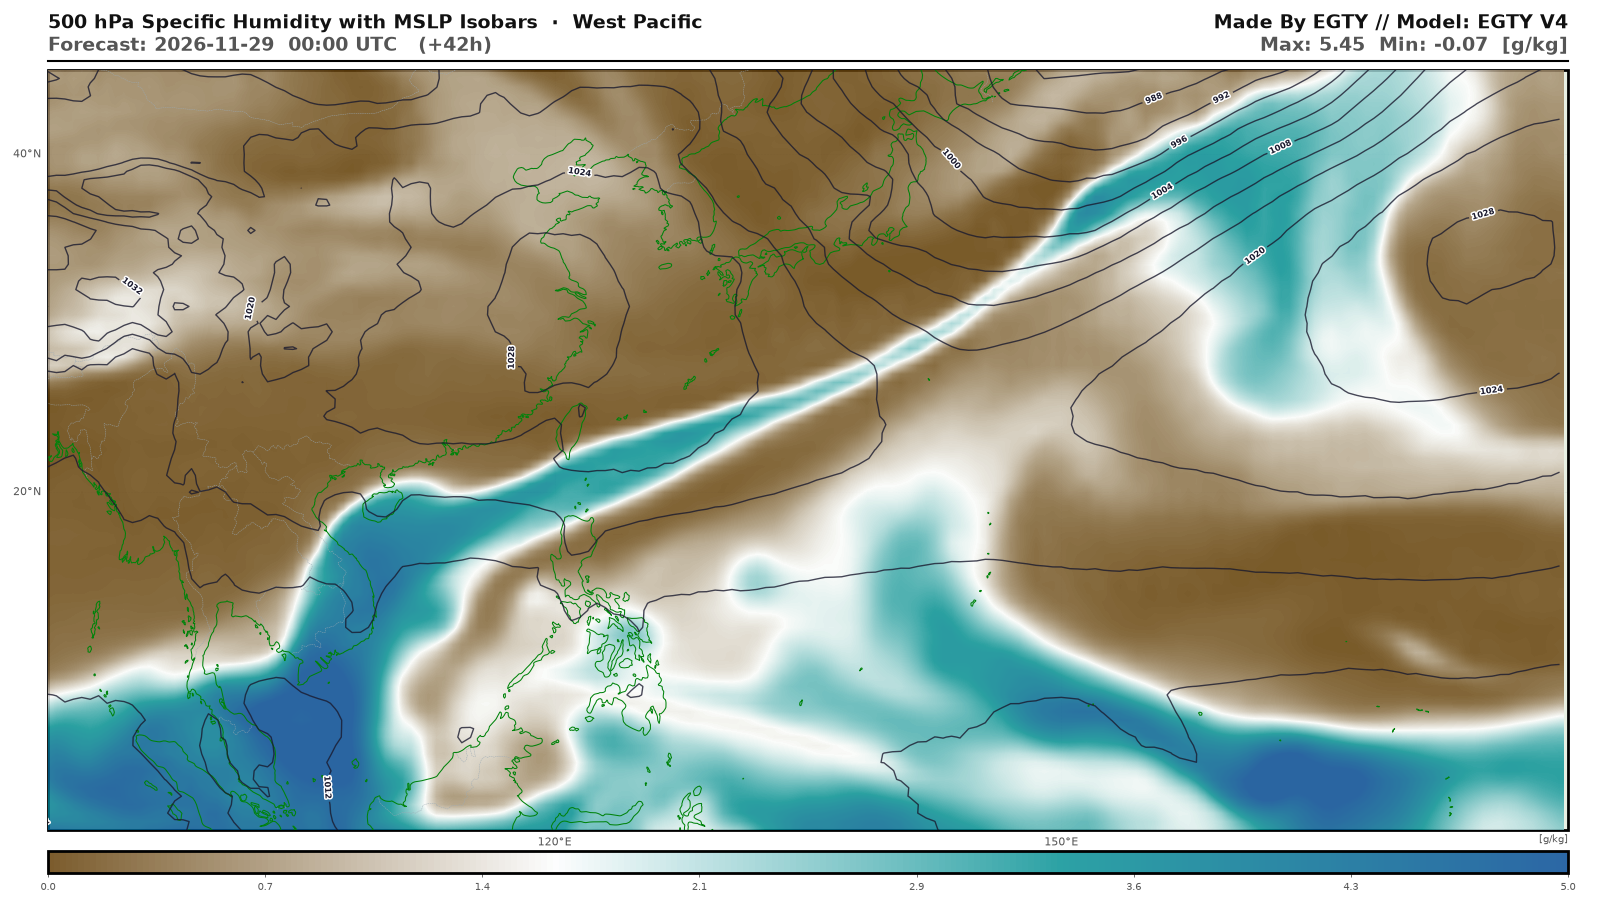 500 hPa Specific Humidity with MSLP Isobars · West Pacific
Made By EGTY // Model: EGTY V4
Forecast: 2026-11-29 00:00 UTC (+42h)
Max: 5.45 Min: -0.07 [g/kg]
988
992
996
1008
40°N
1000
1024
1004
1028
1020
1032
1020
1028
1024
20°N
1012
120°E
150°E
[g/kg]
0.0
0.7
1.4
2.1
2.9
3.6
4.3
5.0